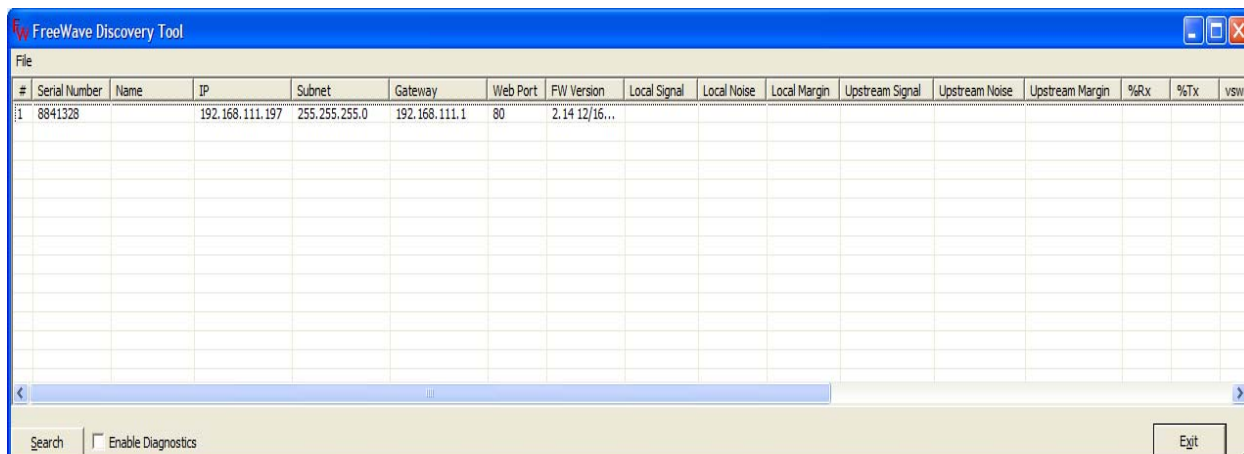 FW FreeWave Discovery Tool
File
# Serial Number Name IP Subnet Gateway Web Port FW Version Local Signal Local Noise Local Margin Upstream Signal Upstream Noise Upstream Margin %Rx %Tx vsw
1 8841328 192.168.111.197 255.255.255.0 192.168.111.1 80 2.14 12/16...
Search Enable Diagnostics Exit